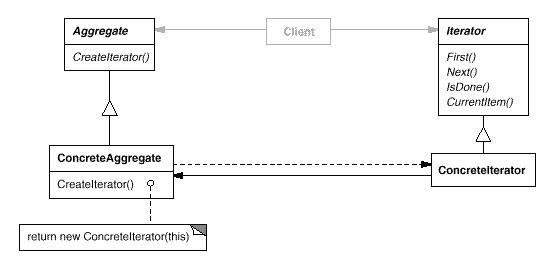 Aggregate
CreateIterator()
Client
Iterator
First()
Next()
IsDone()
CurrentItem()
ConcreteAggregate
CreateIterator()
ConcreteIterator
return new ConcreteIterator(this)